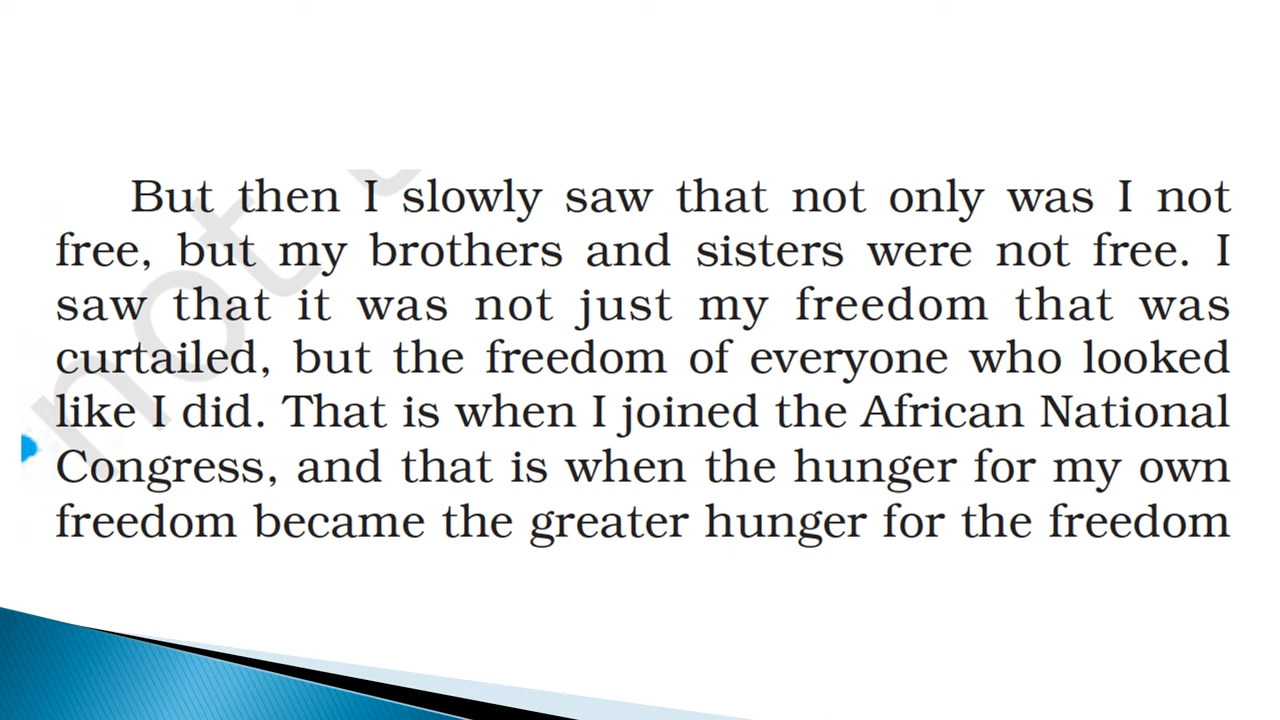 But then I slowly saw that not only was I not
free, but my brothers and sisters were not free. I
saw that it was not just my freedom that was
curtailed, but the freedom of everyone who looked
like I did. That is when I joined the African National
Congress, and that is when the hunger for my own
freedom became the greater hunger for the freedom
not